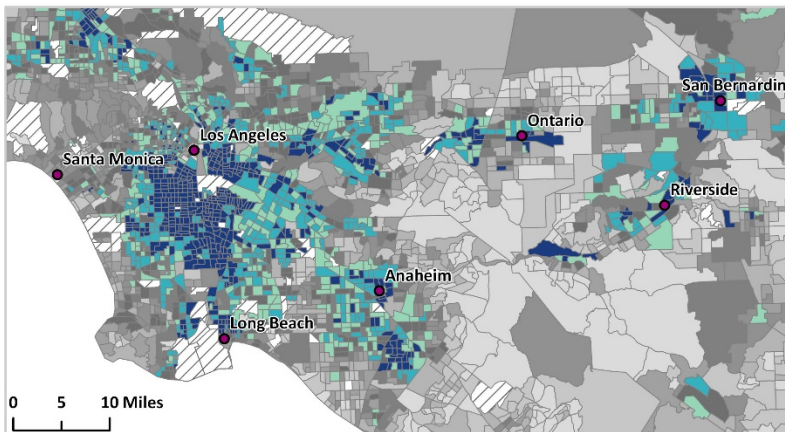 San Bernardin
Ontario
Los Angeles
Santa Monica
Riverside
Anaheim
Long Beach
0 5 10 Miles